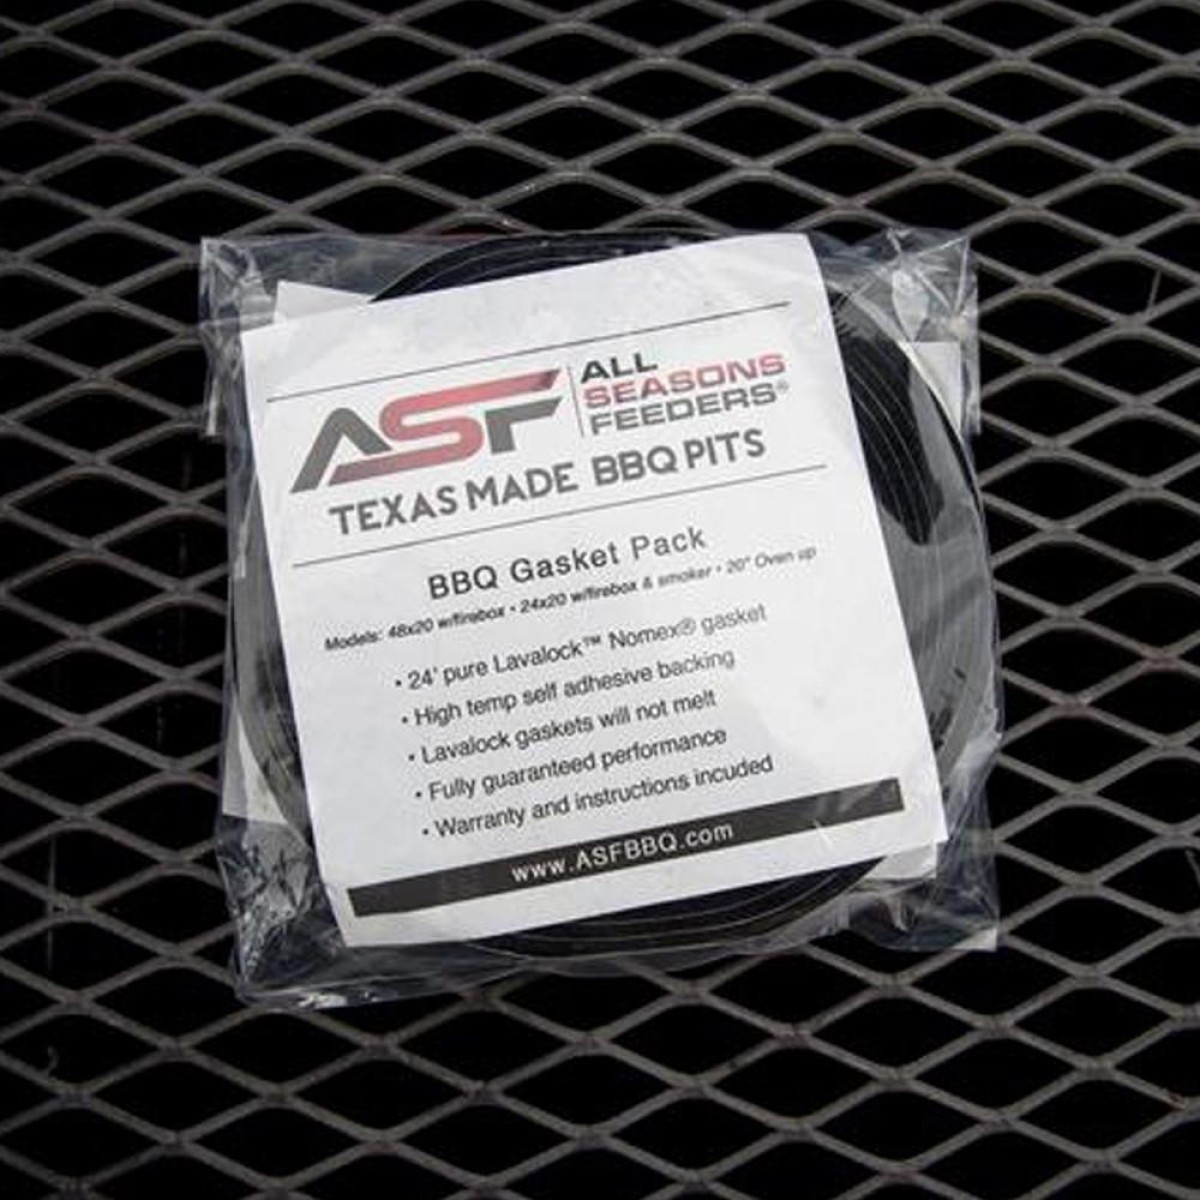 ASF
ALL
SEASONS
FEEDERS®
TEXAS MADE BBQ PITS
BBQ Gasket Pack
Models: 48x20 w/firebox • 24x20 w/firebox & smoker • 20" Oven up
• 24' pure Lavalock™ Nomex® gasket
• High temp self adhesive backing
• Lavalock gaskets will not melt
• Fully guaranteed performance
• Warranty and instructions incuded
www.ASFBBQ.com